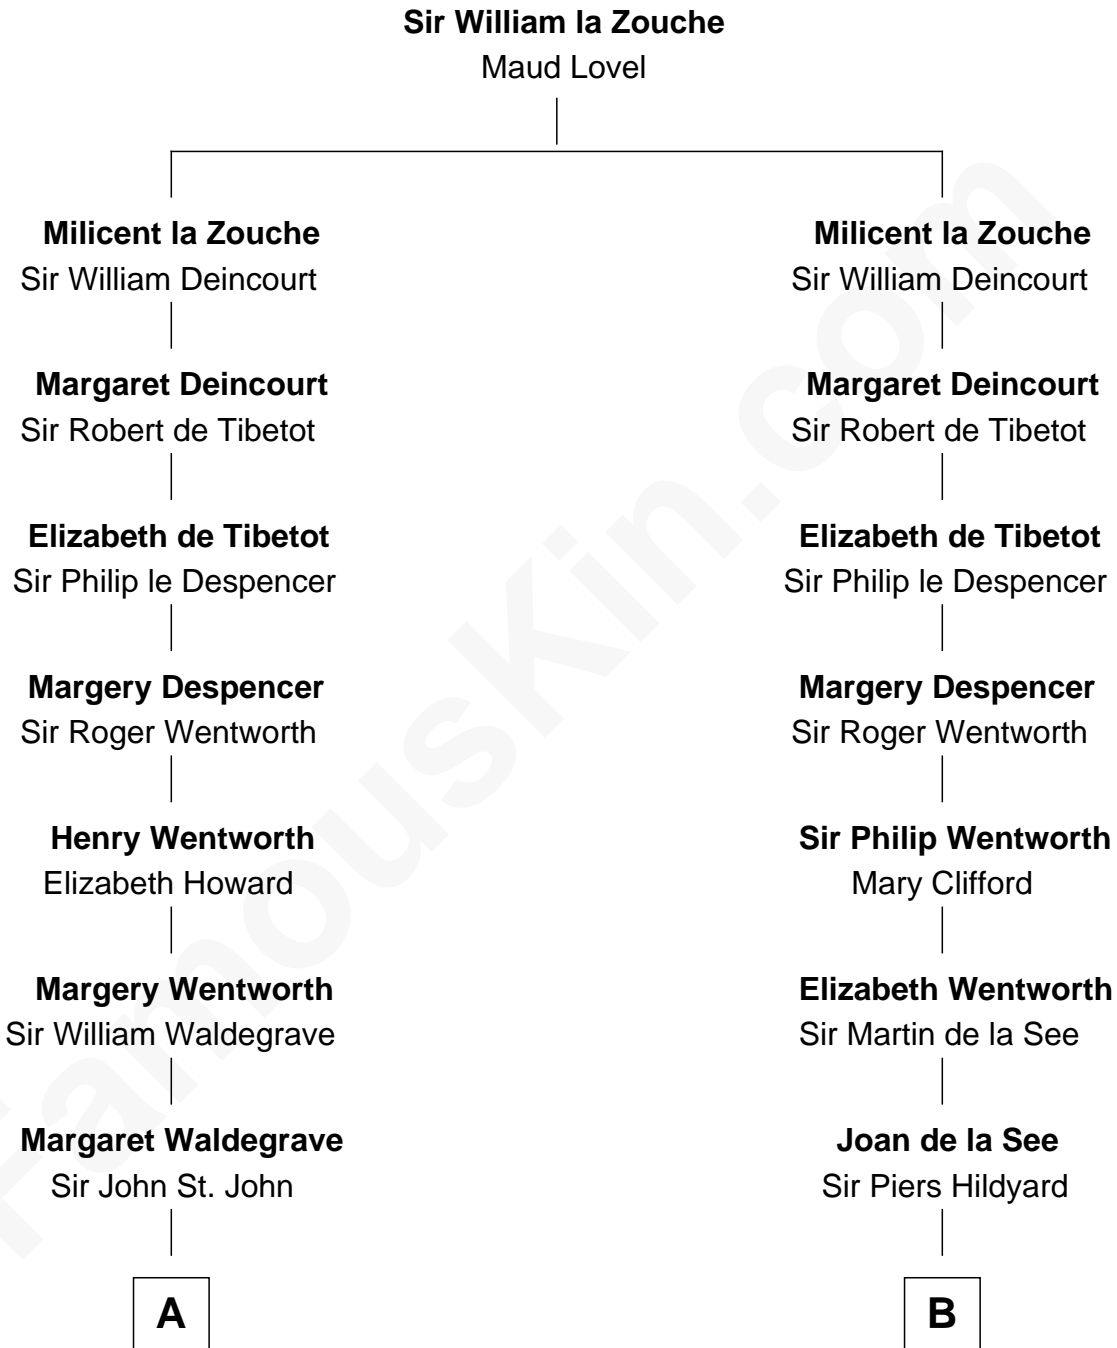 Sir William la Zouche
Maud Lovel
Milicent la Zouche
Sir William Deincourt
Milicent la Zouche
Sir William Deincourt
Margaret Deincourt
Sir Robert de Tibetot
Margaret Deincourt
Sir Robert de Tibetot
Elizabeth de Tibetot
Sir Philip le Despencer
Elizabeth de Tibetot
Sir Philip le Despencer
Margery Despencer
Sir Roger Wentworth
Margery Despencer
Sir Roger Wentworth
Henry Wentworth
Elizabeth Howard
Sir Philip Wentworth
Mary Clifford
Margery Wentworth
Sir William Waldegrave
Elizabeth Wentworth
Sir Martin de la See
Margaret Waldegrave
Sir John St. John
Joan de la See
Sir Piers Hildyard
A
B
FamousKin.com